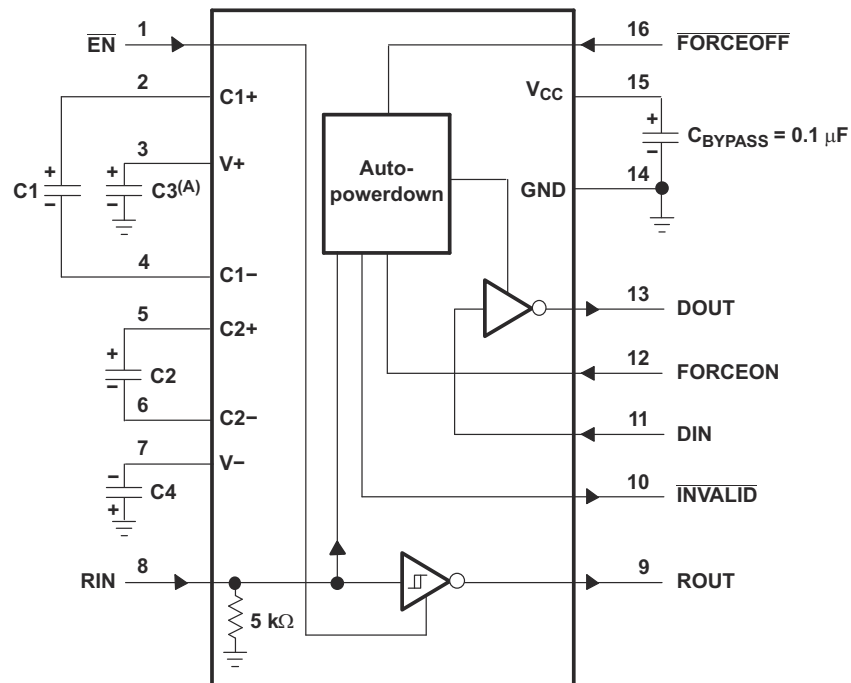 EN 1
16 FORCEOFF
2 C1+
VCC 15
+
−
CBYPASS = 0.1 μF
3 V+
+
−
C1
+
−
C3(A)
Auto-
powerdown
GND 14
4 C1−
5 C2+
13 DOUT
+
−
C2
12 FORCEON
6 C2−
11 DIN
7 V−
−
+
C4
10 INVALID
RIN 8
9 ROUT
5 kΩ